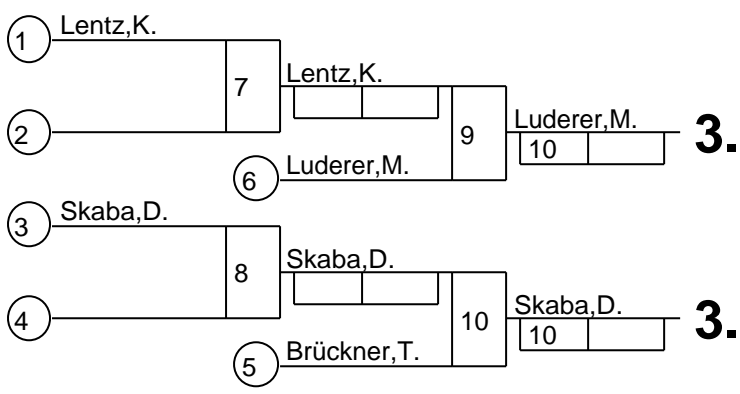 1 Lentz,K.
7 Lentz,K.
2
9 Luderer,M. 3.
10
6 Luderer,M.
3 Skaba,D.
8 Skaba,D.
4
10 Skaba,D. 3.
10
5 Brückner,T.